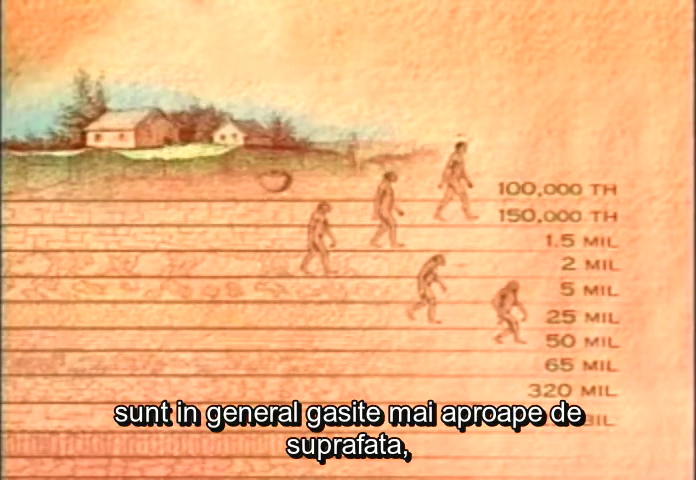 100,000 TH
150,000 TH
1.5 MIL
2 MIL
5 MIL
25 MIL
50 MIL
65 MIL
320 MIL
BIL
sunt in general gasite mai aproape de
suprafata,